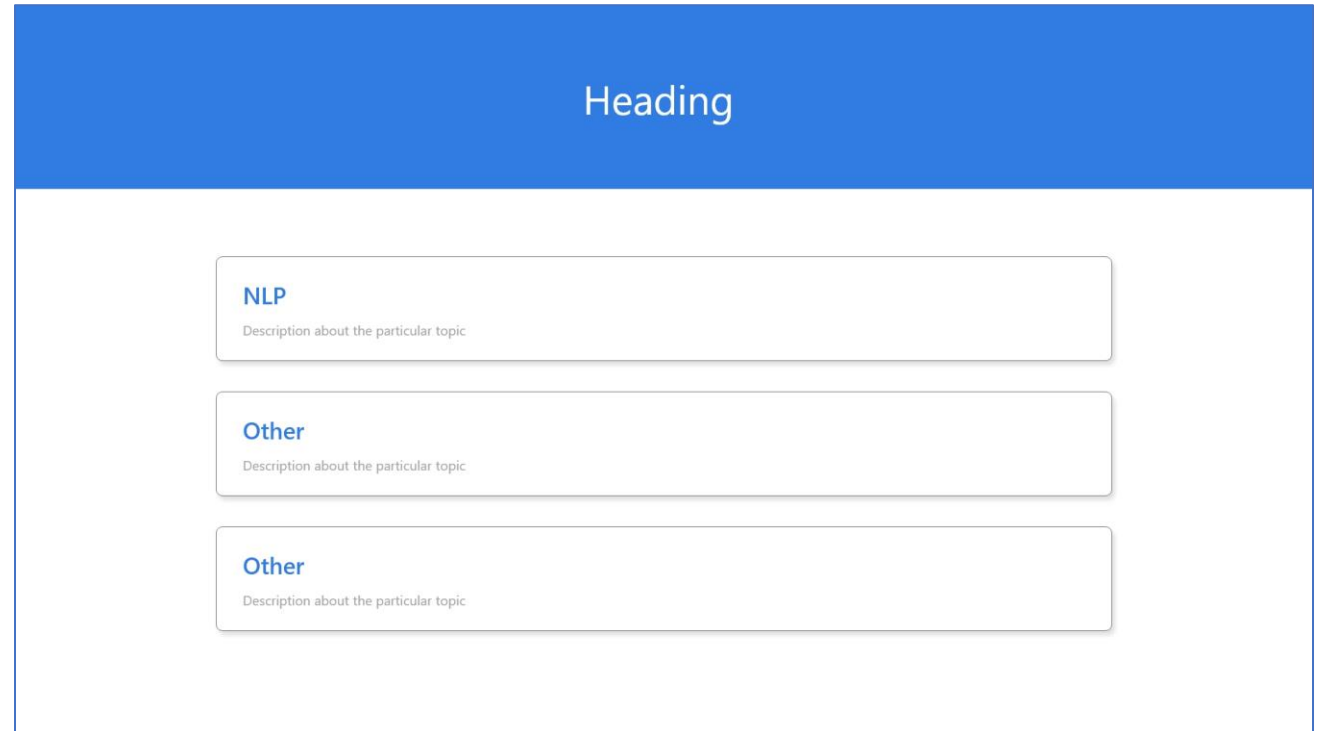 Heading
NLP
Description about the particular topic
Other
Description about the particular topic
Other
Description about the particular topic